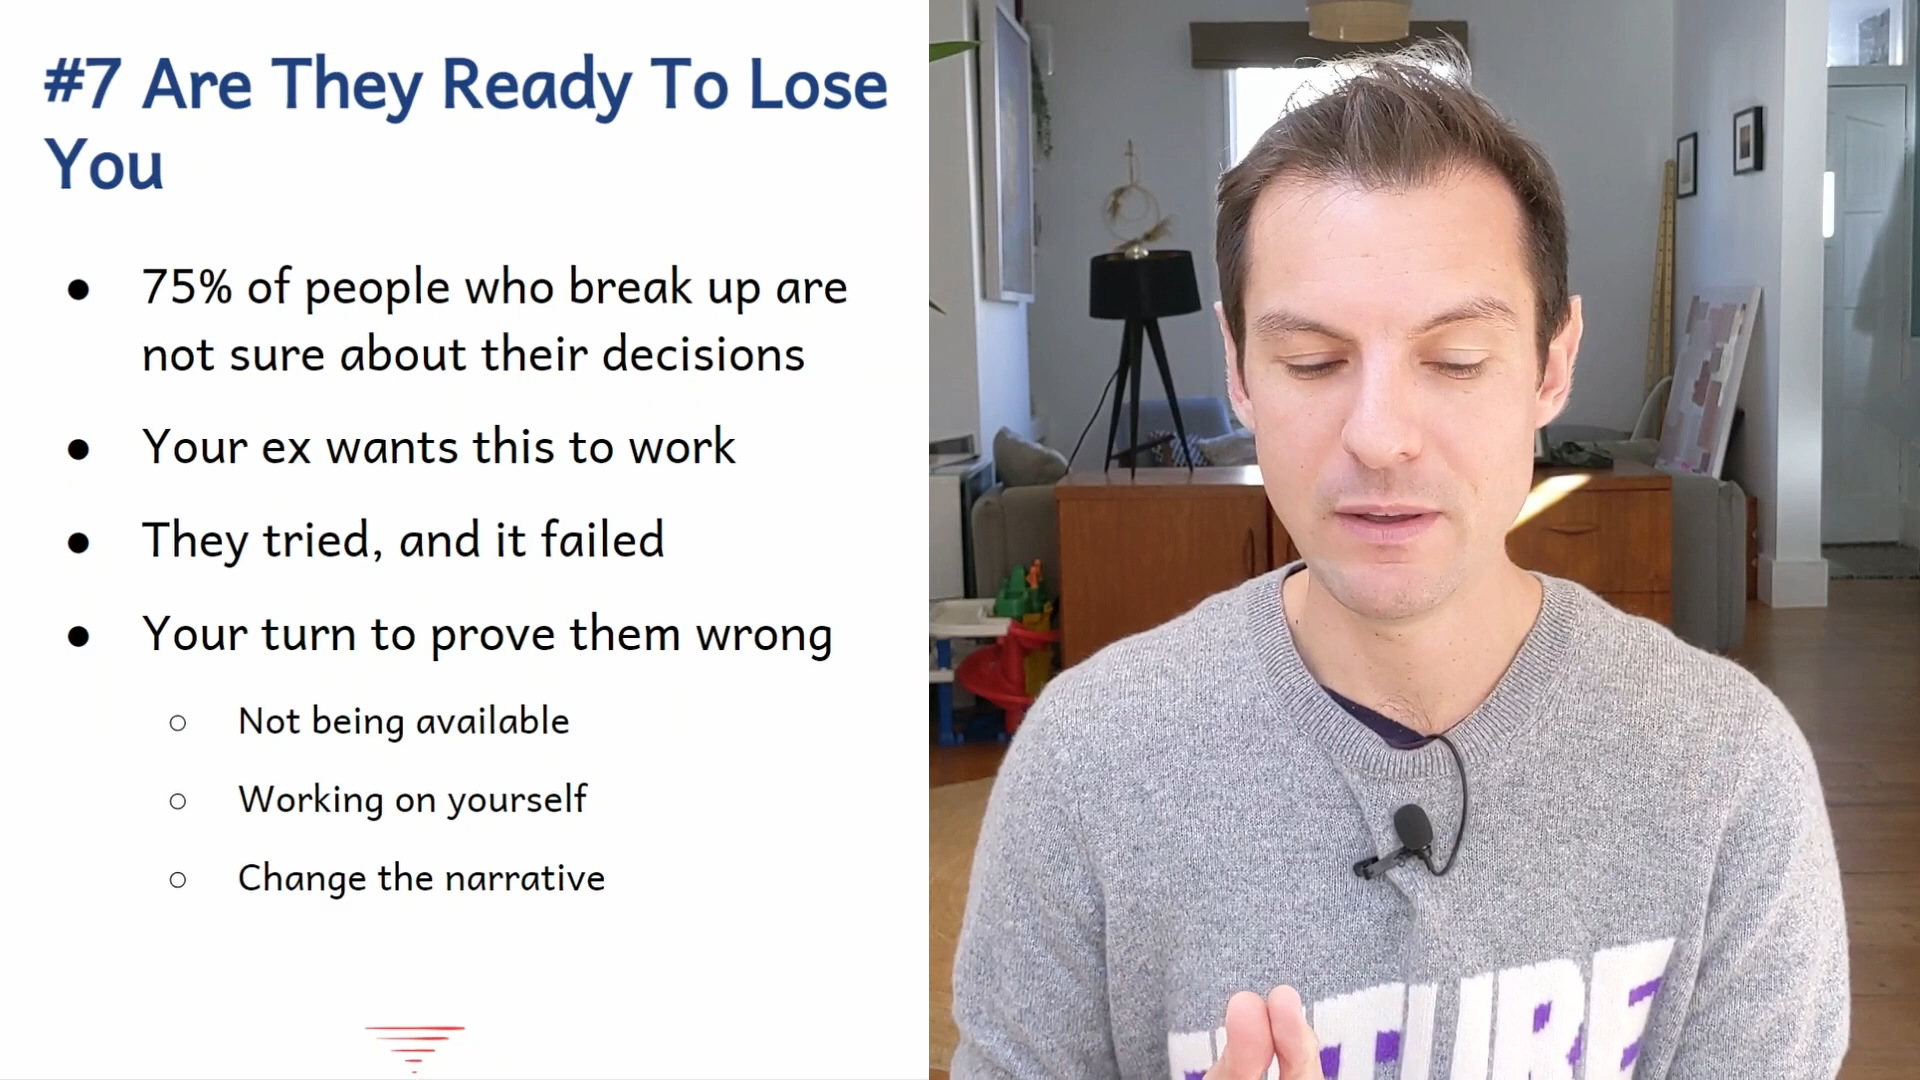 #7 Are They Ready To Lose
You
● 75% of people who break up are
not sure about their decisions
● Your ex wants this to work
● They tried, and it failed
● Your turn to prove them wrong
○ Not being available
○ Working on yourself
○ Change the narrative
FUTURE